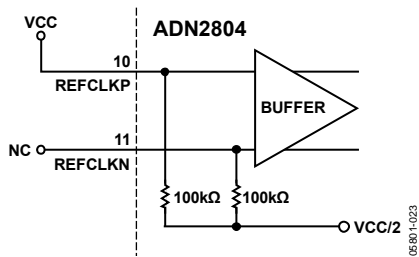 VCC
ADN2804
10
REFCLKP
BUFFER
11
NC
REFCLKN
100kΩ
100kΩ
VCC/2
05801-023